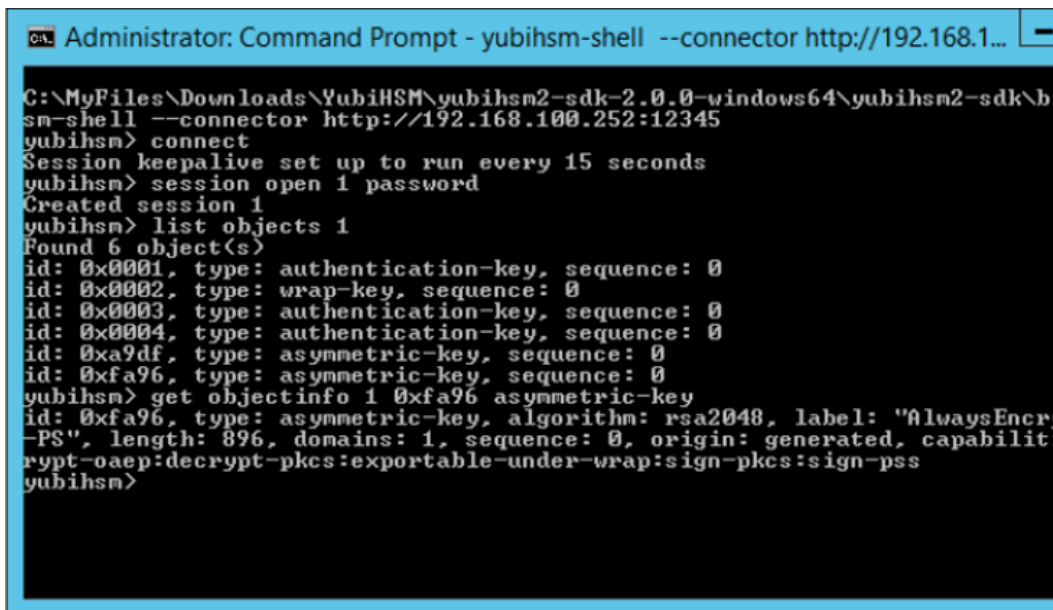 Administrator: Command Prompt - yubihsm-shell --connector http://192.168.1...
C:\MyFiles\Downloads\YubiHSM\yubihsm2-sdk-2.0.0-windows64\yubihsm2-sdk\b
sm-shell --connector http://192.168.100.252:12345
yubihsm> connect
Session keepalive set up to run every 15 seconds
yubihsm> session open 1 password
Created session 1
yubihsm> list objects 1
Found 6 object(s)
id: 0x0001, type: authentication-key, sequence: 0
id: 0x0002, type: wrap-key, sequence: 0
id: 0x0003, type: authentication-key, sequence: 0
id: 0x0004, type: authentication-key, sequence: 0
id: 0xa9df, type: asymmetric-key, sequence: 0
id: 0xfa96, type: asymmetric-key, sequence: 0
yubihsm> get objectinfo 1 0xfa96 asymmetric-key
id: 0xfa96, type: asymmetric-key, algorithm: rsa2048, label: "AlwaysEncr
-PS", length: 896, domains: 1, sequence: 0, origin: generated, capabilit
rypt-oaep:decrypt-pkcs:exportable-under-wrap:sign-pkcs:sign-pss
yubihsm>